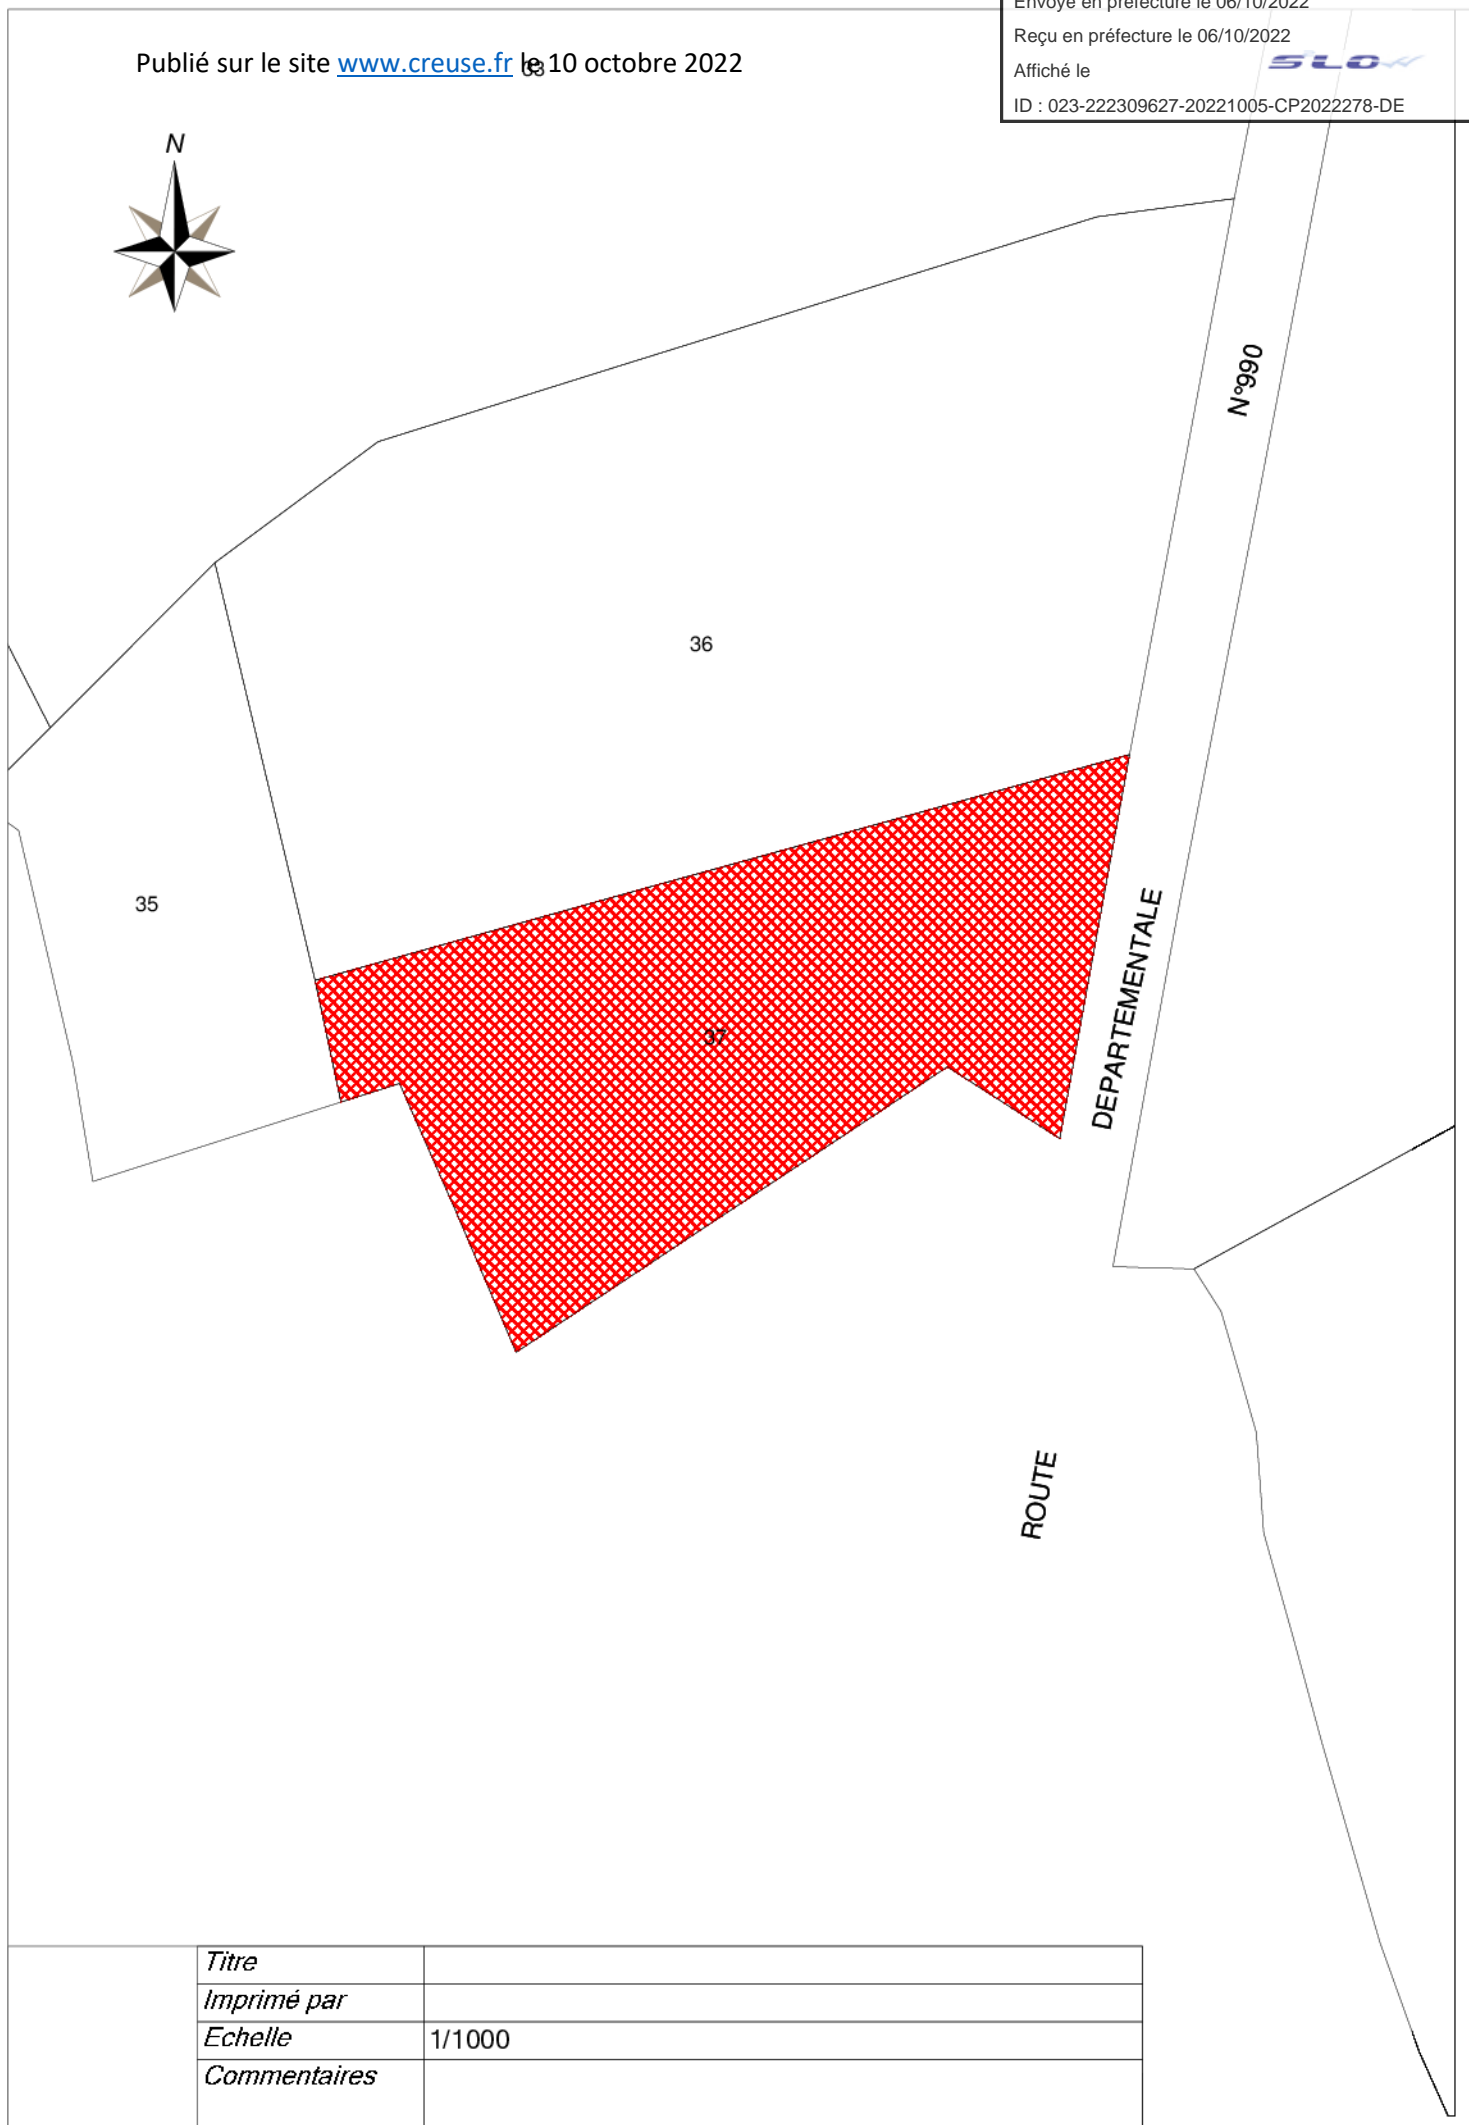 Envoyé en préfecture le 06/10/2022
Reçu en préfecture le 06/10/2022
Affiché le
SLO
ID : 023-222309627-20221005-CP2022278-DE
Publié sur le site www.creuse.fr le 10 octobre 2022
33
N
N°990
36
35
37
DEPARTEMENTALE
ROUTE
Titre
Imprimé par
Echelle 1/1000
Commentaires